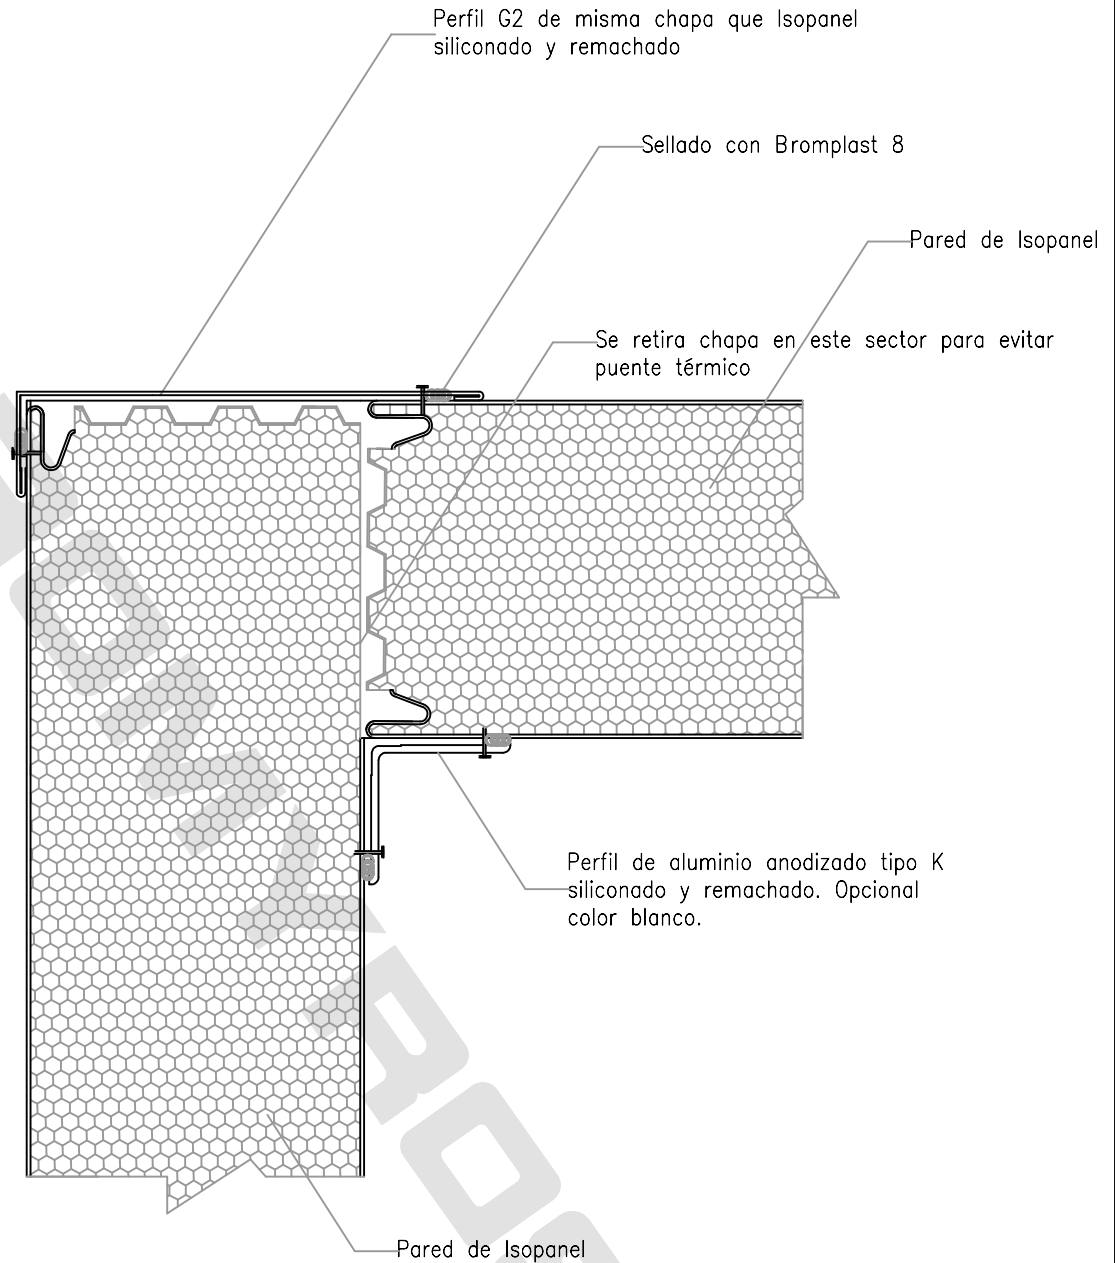 Perfil G2 de misma chapa que Isopanel
siliconado y remachado
Sellado con Bromplast 8
Pared de Isopanel
Se retira chapa en este sector para evitar
puente térmico
Perfil de aluminio anodizado tipo K
siliconado y remachado. Opcional
color blanco.
Pared de Isopanel